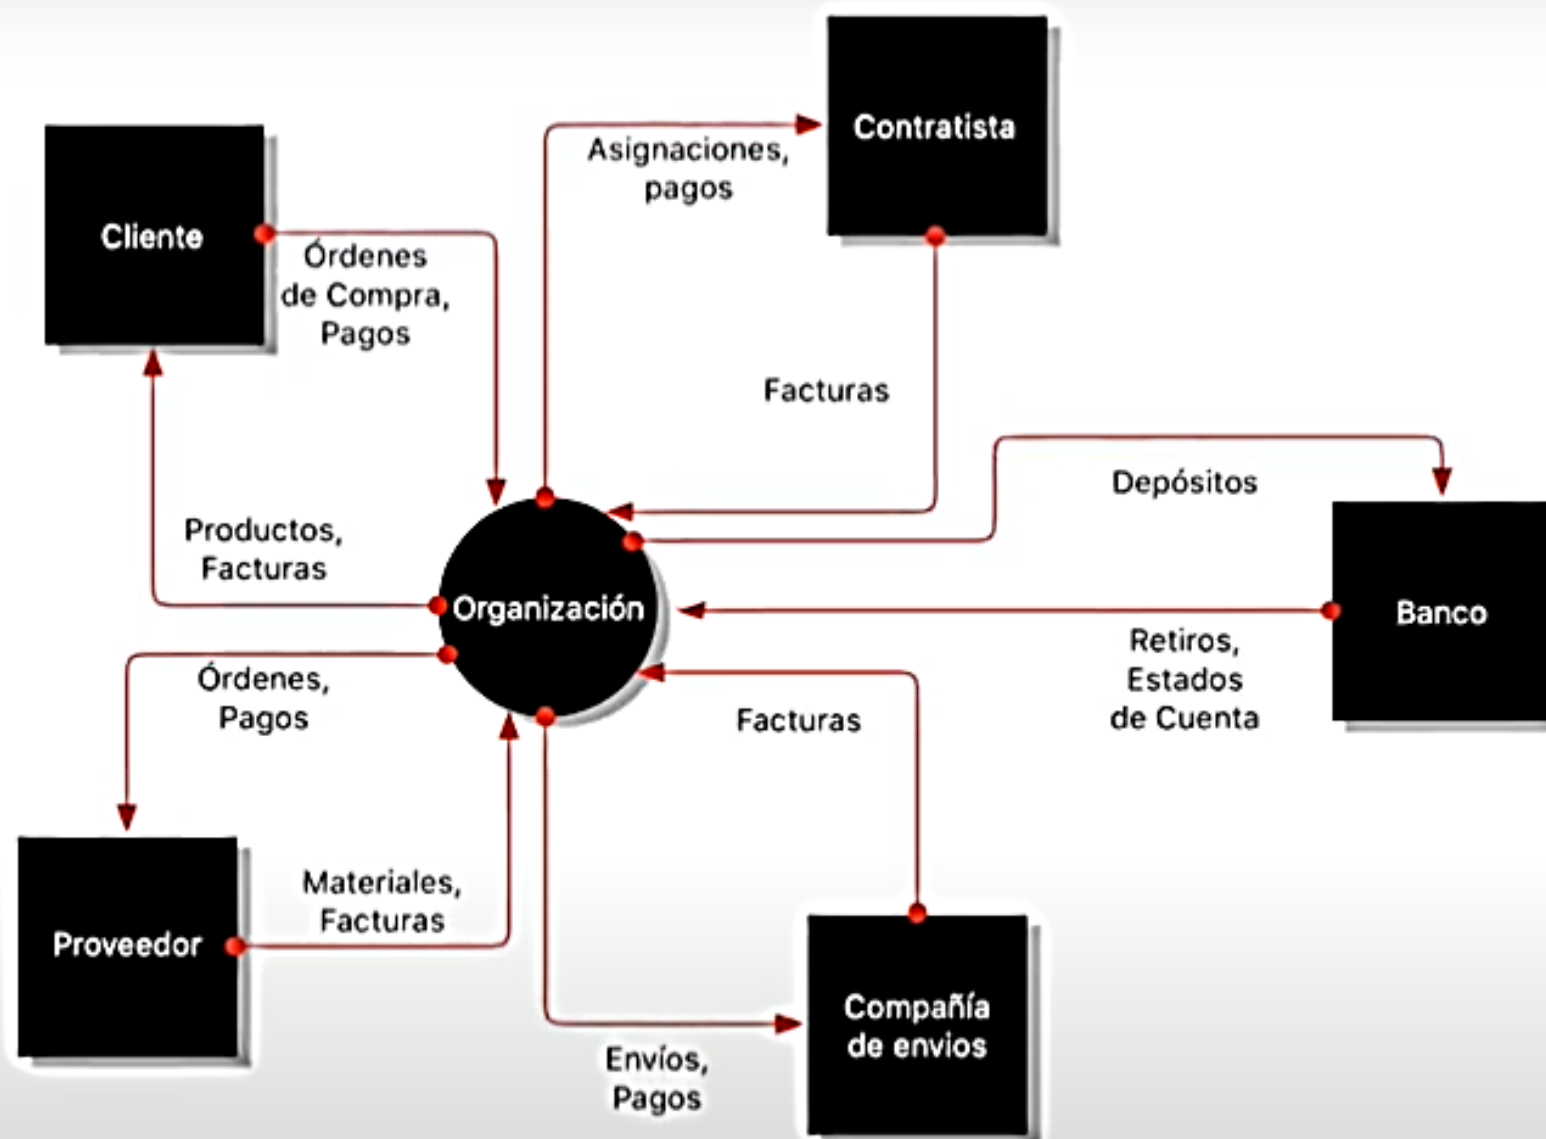 Contratista
Asignaciones,
pagos
Cliente
Órdenes
de Compra,
Pagos
Facturas
Depósitos
Productos,
Facturas
Organización
Banco
Retiros,
Estados
de Cuenta
Órdenes,
Pagos
Facturas
Materiales,
Facturas
Proveedor
Compañía
de envios
Envíos,
Pagos